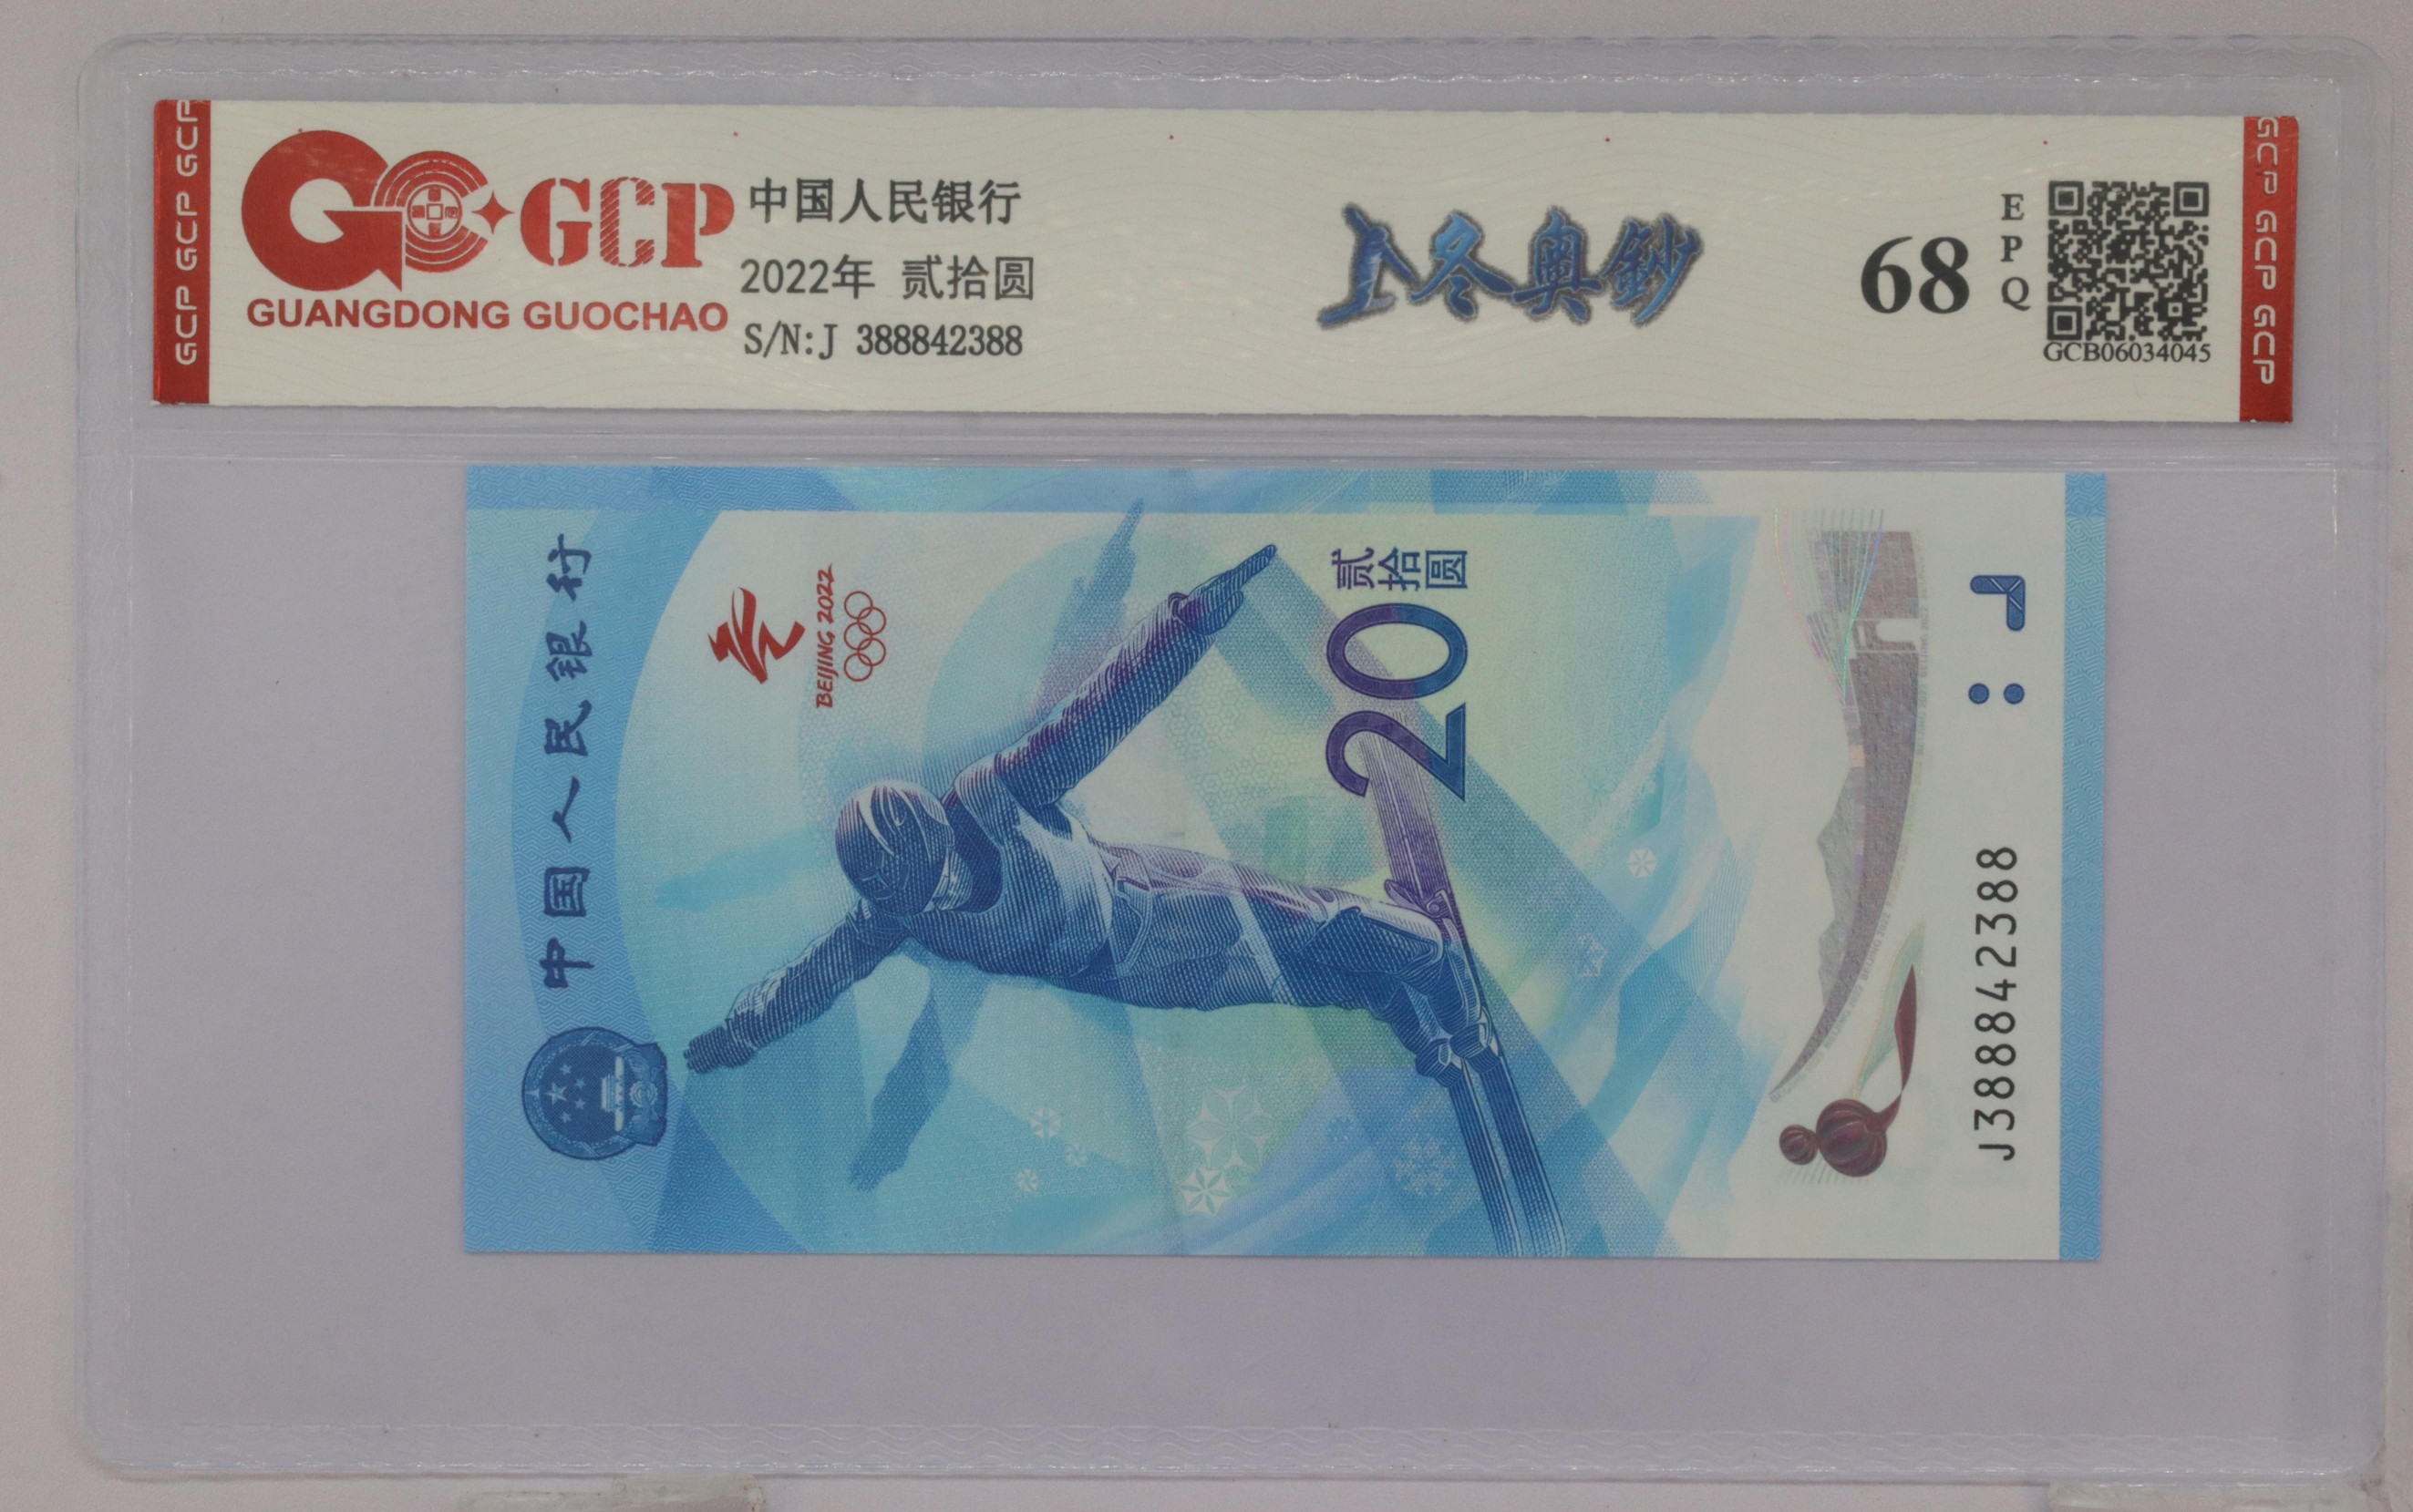 GCP GCP GCP
GCP
GUANGDONG GUOCHAO
中国人民银行
2022年 贰拾圆
S/N:J 388842388
冬奥鈔
68
EPQ
GCB06034045
GCP GCP GCP
中国人民银行
BEIJING 2022
贰拾圆
20
J388842388